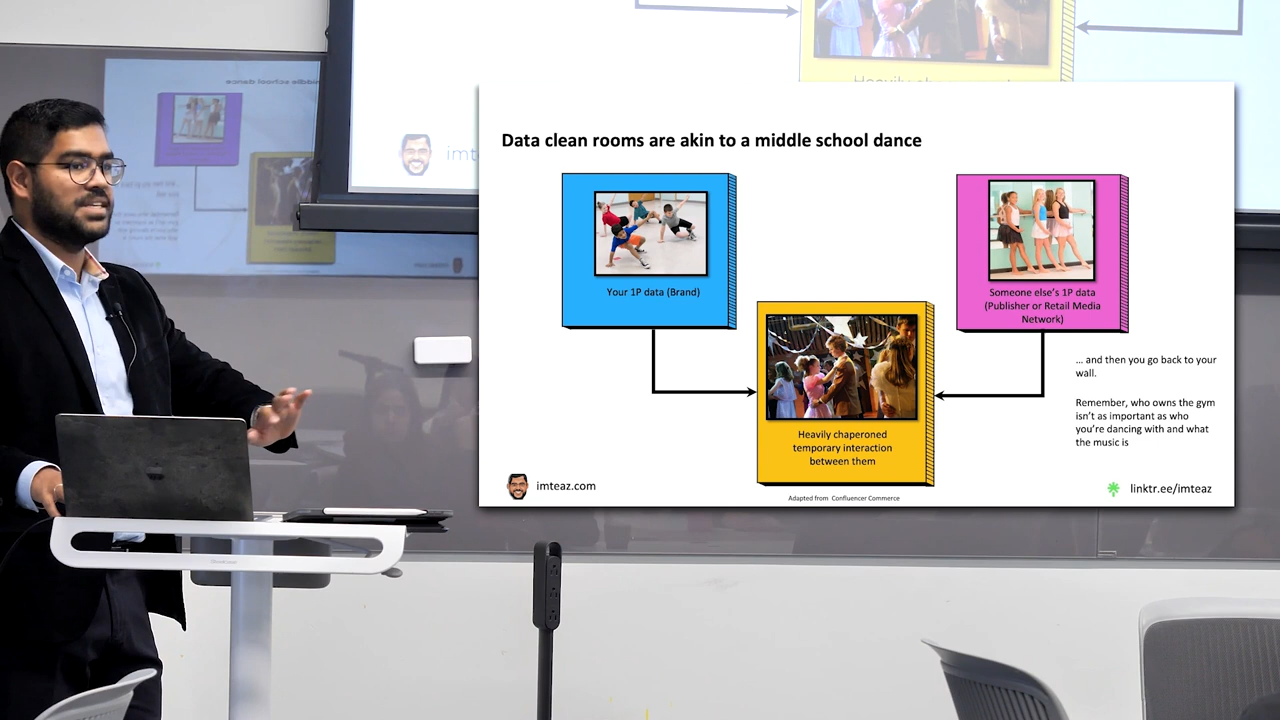 Heavily
imt
Data clean rooms are akin to a middle school dance
Your 1P data (Brand)
Someone else's 1P data
(Publisher or Retail Media
Network)
Heavily chaperoned
temporary interaction
between them
... and then you go back to your
wall.
Remember, who owns the gym
isn't as important as who
you're dancing with and what
the music is
imteaz.com
Adapted from Confluencer Commerce
linktr.ee/imteaz